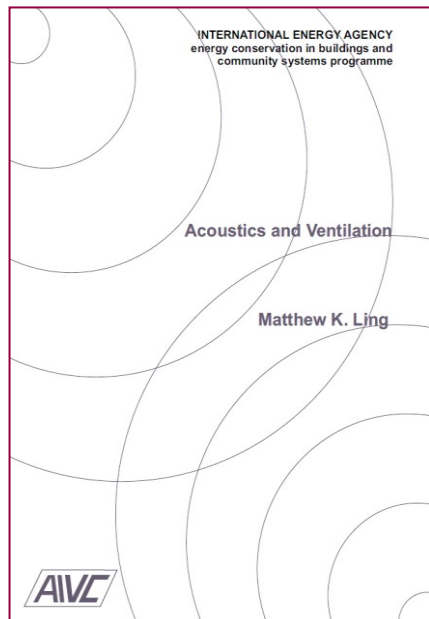 INTERNATIONAL ENERGY AGENCY
energy conservation in buildings and
community systems programme
Acoustics and Ventilation
Matthew K. Ling
AIVC